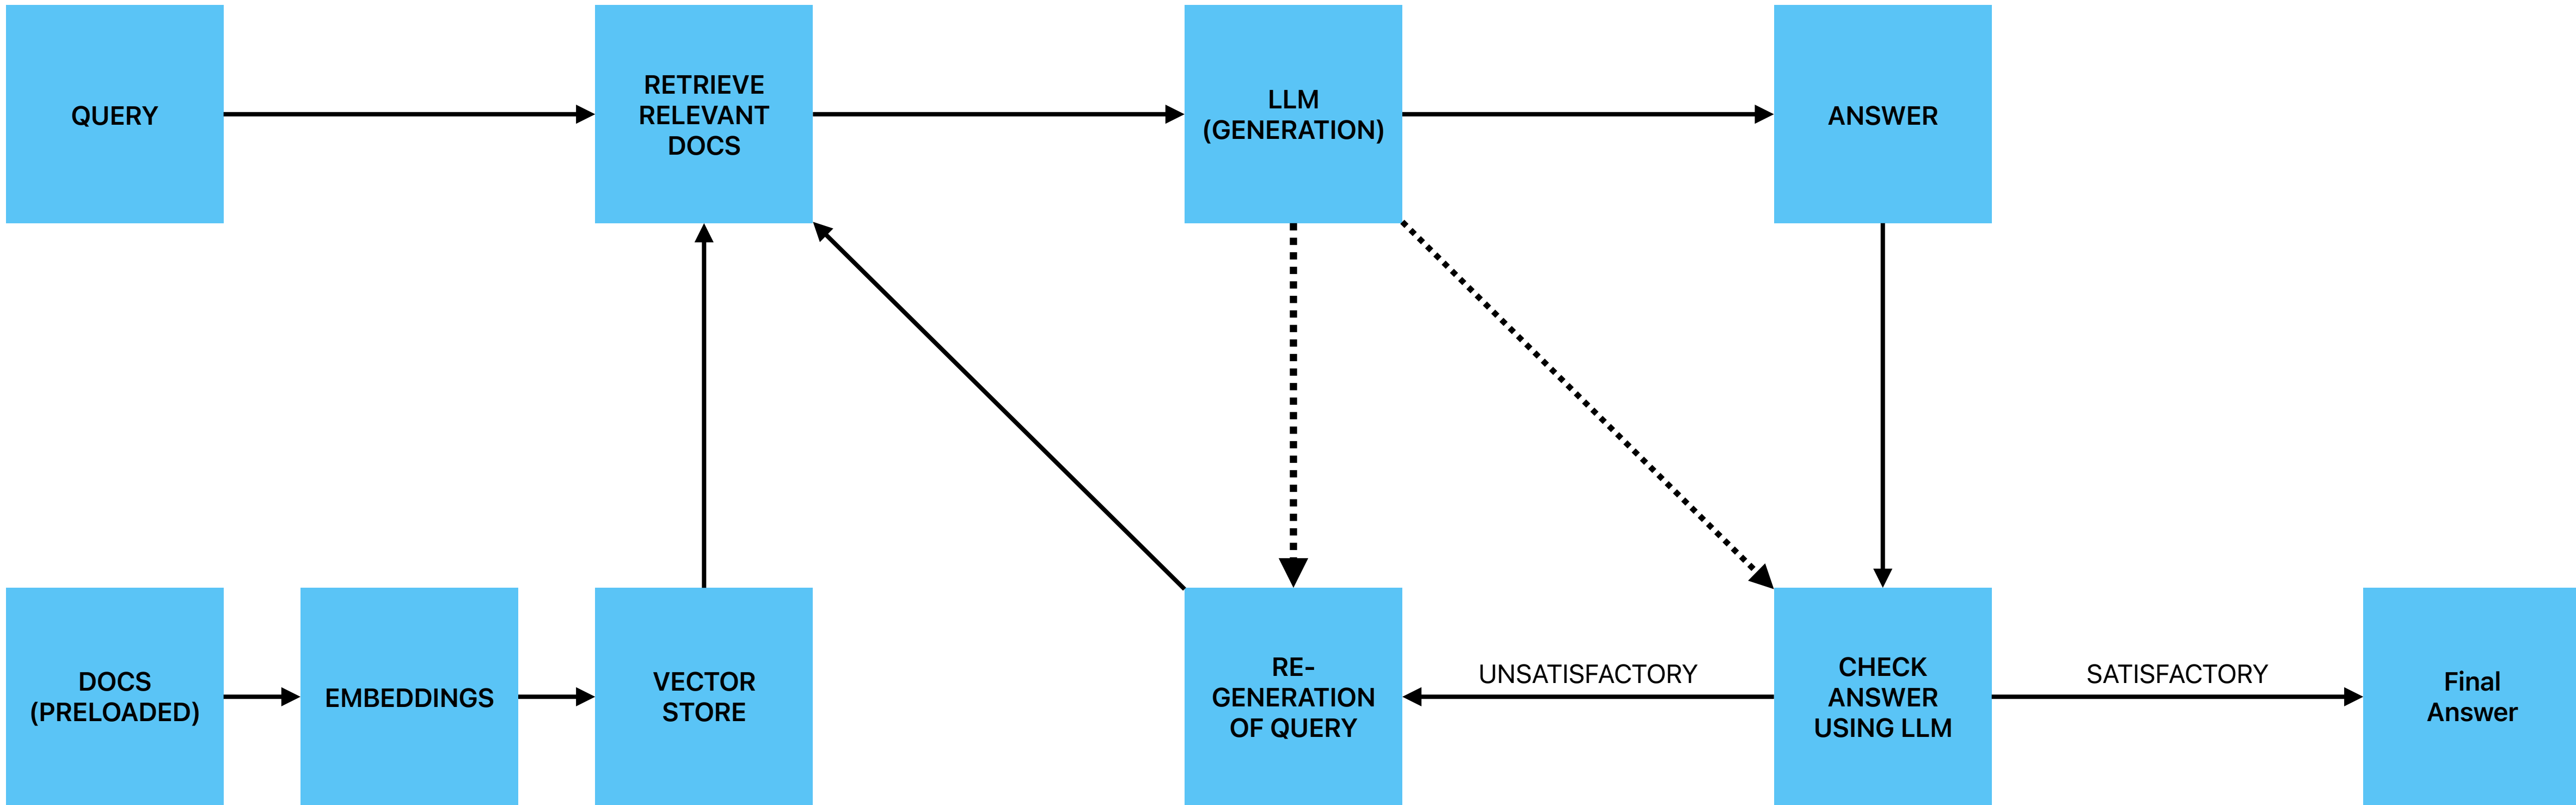 QUERY
RETRIEVE
RELEVANT
DOCS
LLM
(GENERATION)
ANSWER
DOCS
(PRELOADED)
EMBEDDINGS
VECTOR
STORE
RE-
GENERATION
OF QUERY
UNSATISFACTORY
CHECK
ANSWER
USING LLM
SATISFACTORY
Final
Answer